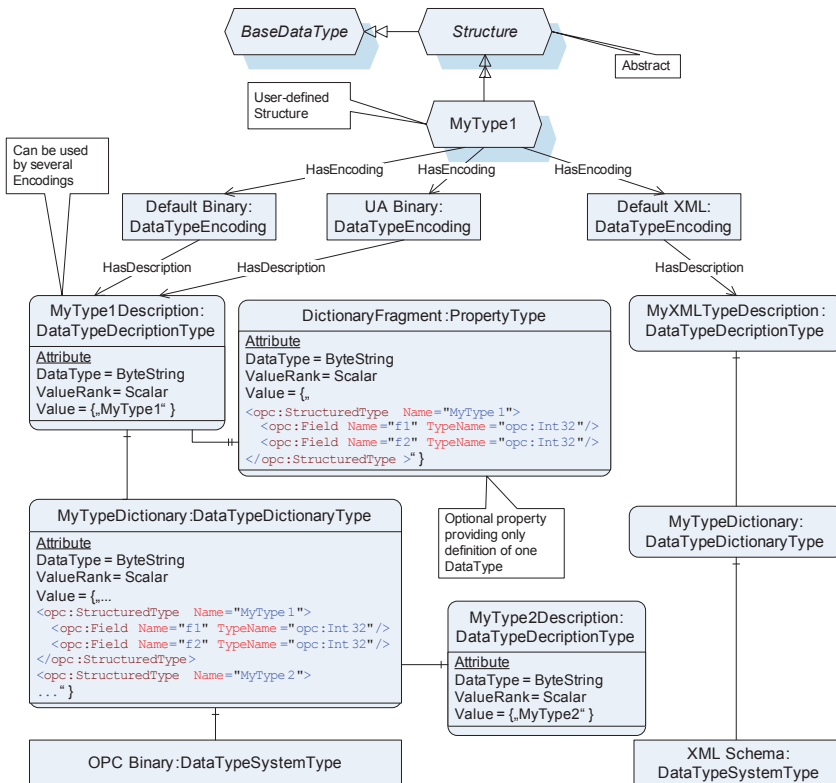 BaseDataType
Structure
Abstract
User-defined
Structure
MyType1
Can be used
by several
Encodings
HasEncoding
HasEncoding
HasEncoding
Default Binary:
DataTypeEncoding
UA Binary:
DataTypeEncoding
Default XML:
DataTypeEncoding
HasDescription
HasDescription
HasDescription
MyType1Description:
DataTypeDecriptionType
Attribute
DataType = ByteString
ValueRank= Scalar
Value = {„MyType1“ }
DictionaryFragment:PropertyType
Attribute
DataType = ByteString
ValueRank= Scalar
Value = {„
<opc:StructuredType Name="MyType1">
<opc:Field Name="f1" TypeName="opc:Int32"/>
<opc:Field Name="f2" TypeName="opc:Int32"/>
</opc:StructuredType >“ }
MyXMLTypeDescription:
DataTypeDecriptionType
Optional property
providing only
definition of one
DataType
MyTypeDictionary:DataTypeDictionaryType
Attribute
DataType = ByteString
ValueRank= Scalar
Value = {„...
<opc:StructuredType Name="MyType1">
<opc:Field Name="f1" TypeName="opc:Int32"/>
<opc:Field Name="f2" TypeName="opc:Int32"/>
</opc:StructuredType>
<opc:StructuredType Name="MyType2">
...“ }
MyTypeDictionary:
DataTypeDictionaryType
MyType2Description:
DataTypeDecriptionType
Attribute
DataType = ByteString
ValueRank= Scalar
Value = {„MyType2“ }
OPC Binary:DataTypeSystemType
XML Schema:
DataTypeSystemType